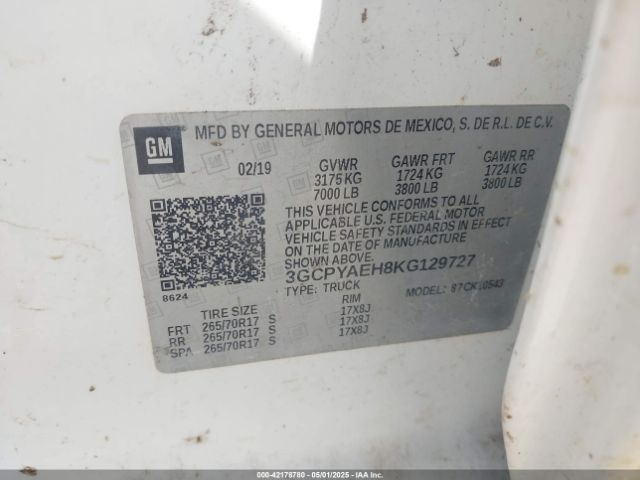 GM
MFD BY GENERAL MOTORS DE MEXICO, S. DE R.L. DE C.V.
02/19 GVWR GAWR FRT GAWR RR
3175 KG 1724 KG 1724 KG
7000 LB 3800 LB 3800 LB
THIS VEHICLE CONFORMS TO ALL
APPLICABLE U.S. FEDERAL MOTOR
VEHICLE SAFETY STANDARDS IN EFFECT
ON THE DATE OF MANUFACTURE
SHOWN ABOVE.
3GCPYAEH8KG129727
TYPE: TRUCK MODEL: 87CK10543
8624
TIRE SIZE RIM
FRT 265/70R17 S 17X8J
RR 265/70R17 S 17X8J
SPA 265/70R17 S 17X8J
000-42178780 - 05/01/2025 - IAAI.COM